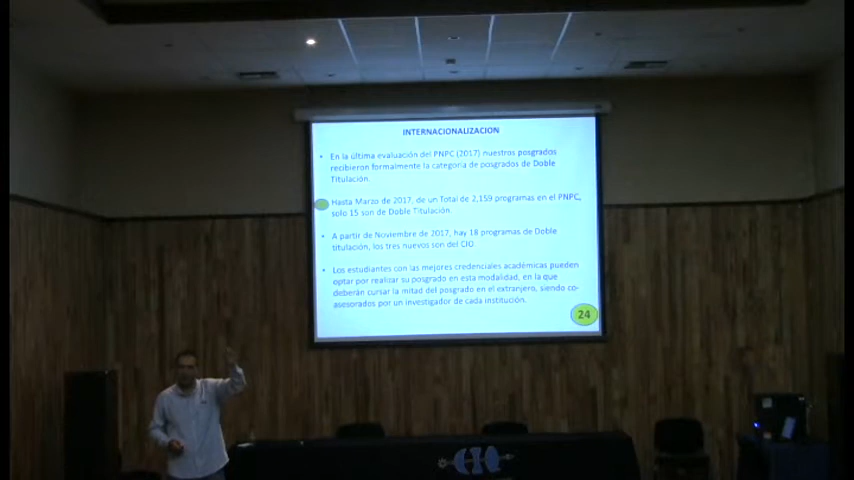 INTERNACIONALIZACION
• En la última evaluación del PNPC (2017) nuestros posgrados
recibieron formalmente la categoría de posgrados de Doble
Titulación.
Hasta Marzo de 2017, de un Total de 2,159 programas en el PNPC,
solo 15 son de Doble Titulación.
• A partir de Noviembre de 2017, hay 18 programas de Doble
titulación, los tres nuevos son del CIO.
• Los estudiantes con las mejores credenciales académicas pueden
optar por realizar su posgrado en esta modalidad, en la que
deberán cursar la mitad del posgrado en el extranjero, siendo co-
asesorados por un investigador de cada institución.
24
CIO